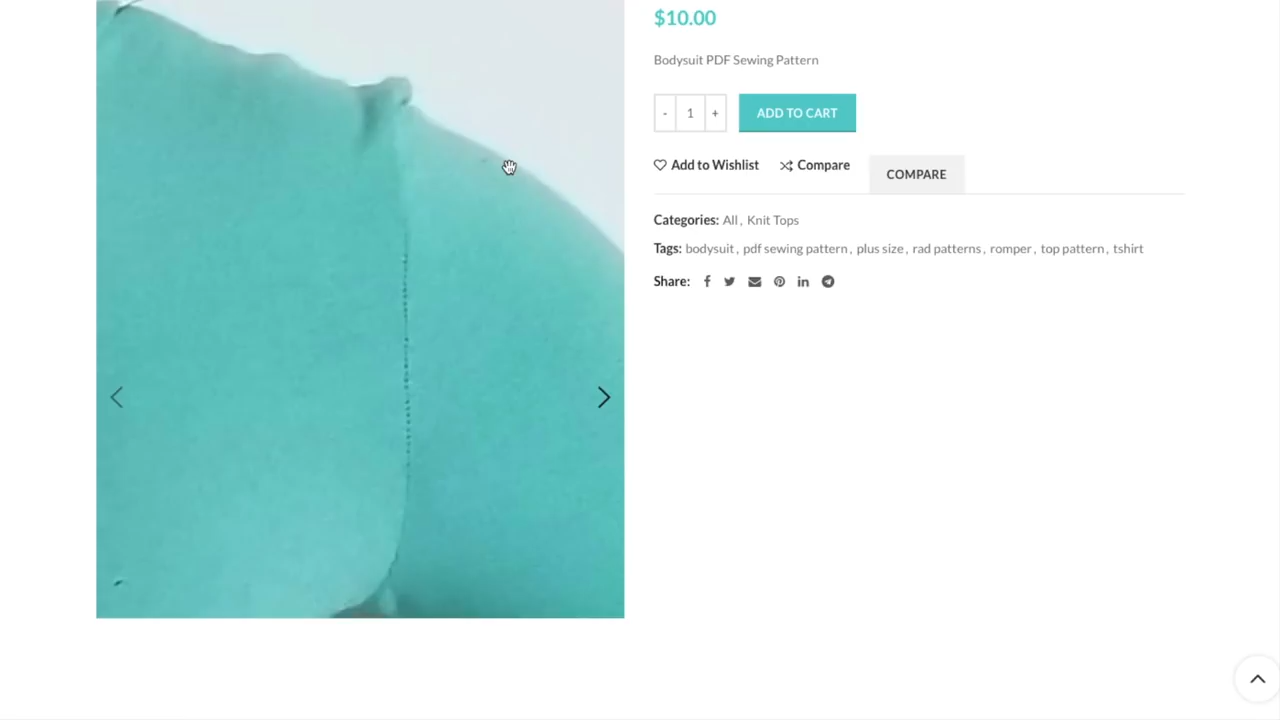 $10.00
Bodysuit PDF Sewing Pattern
- 1 +
ADD TO CART
Add to Wishlist
Compare
COMPARE
Categories: All, Knit Tops
Tags: bodysuit, pdf sewing pattern, plus size, rad patterns, romper, top pattern, tshirt
Share: